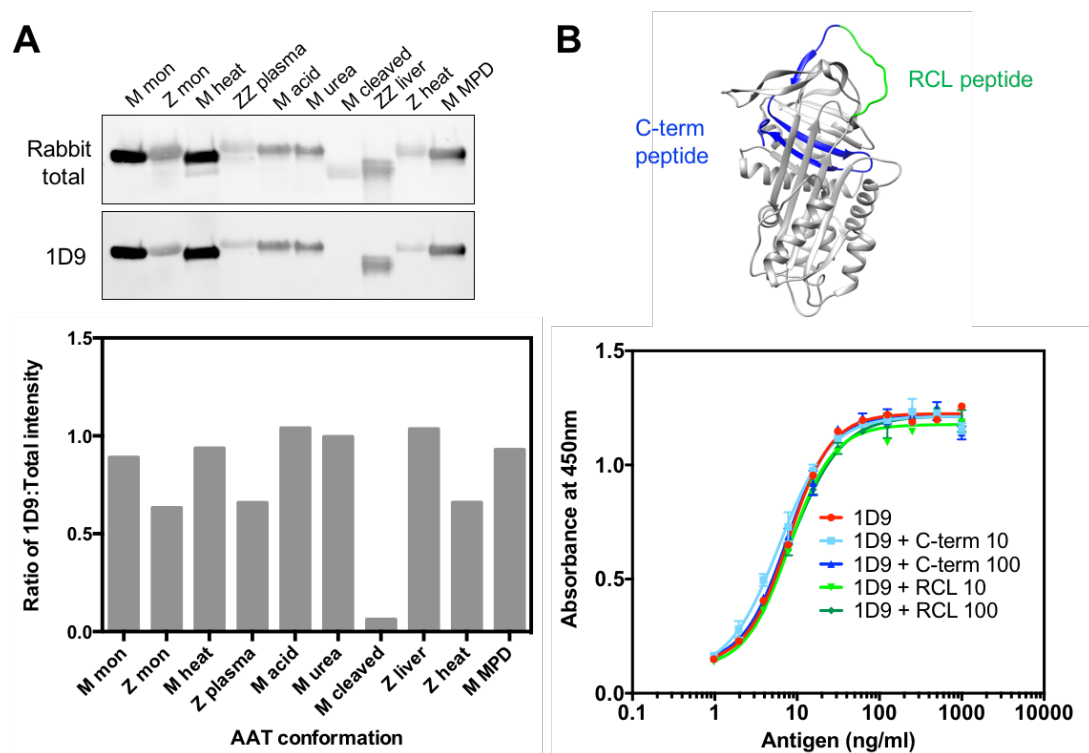 A
M mon
Z mon
M heat
ZZ plasma
M acid
M urea
M cleaved
ZZ liver
Z heat
M MPD
Rabbit
total
1D9
Ratio of 1D9:Total intensity
1.5
1.0
0.5
0.0
M mon
Z mon
M heat
Z plasma
M acid
M urea
M cleaved
Z liver
Z heat
M MPD
AAT conformation
B
RCL peptide
C-term
peptide
Absorbance at 450nm
1.5
1.0
0.5
0.0
1D9
1D9 + C-term 10
1D9 + C-term 100
1D9 + RCL 10
1D9 + RCL 100
0.1
1
10
100
1000
10000
Antigen (ng/ml)